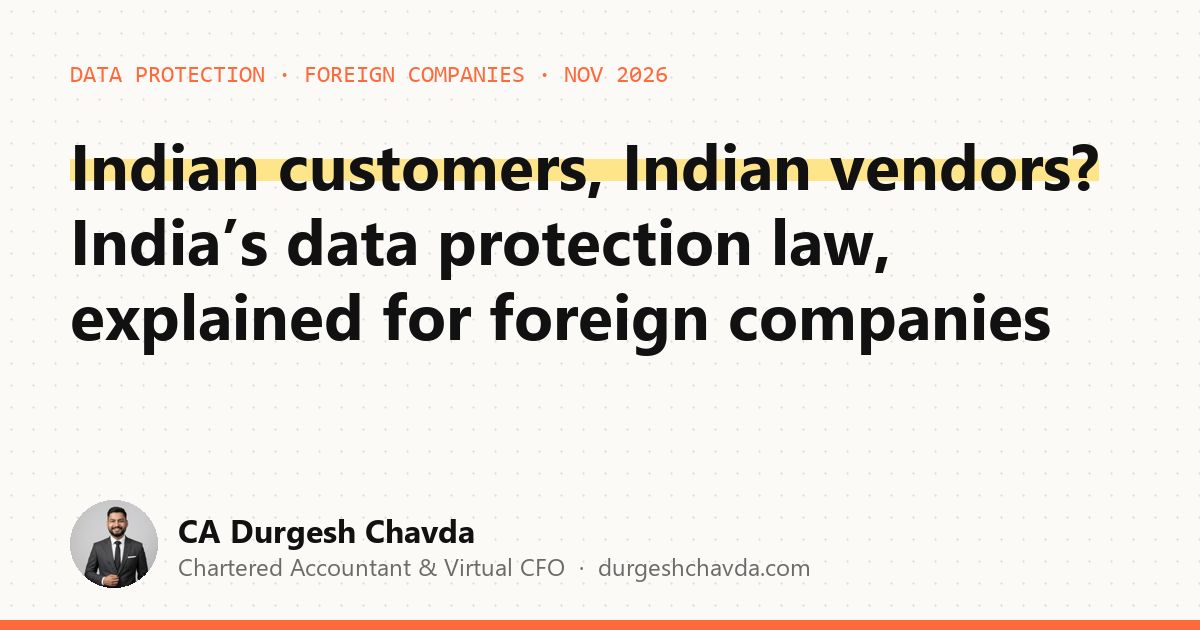 DATA PROTECTION · FOREIGN COMPANIES · NOV 2026
Indian customers, Indian vendors?
India’s data protection law,
explained for foreign companies
CA Durgesh Chavda
Chartered Accountant & Virtual CFO · durgeshchavda.com